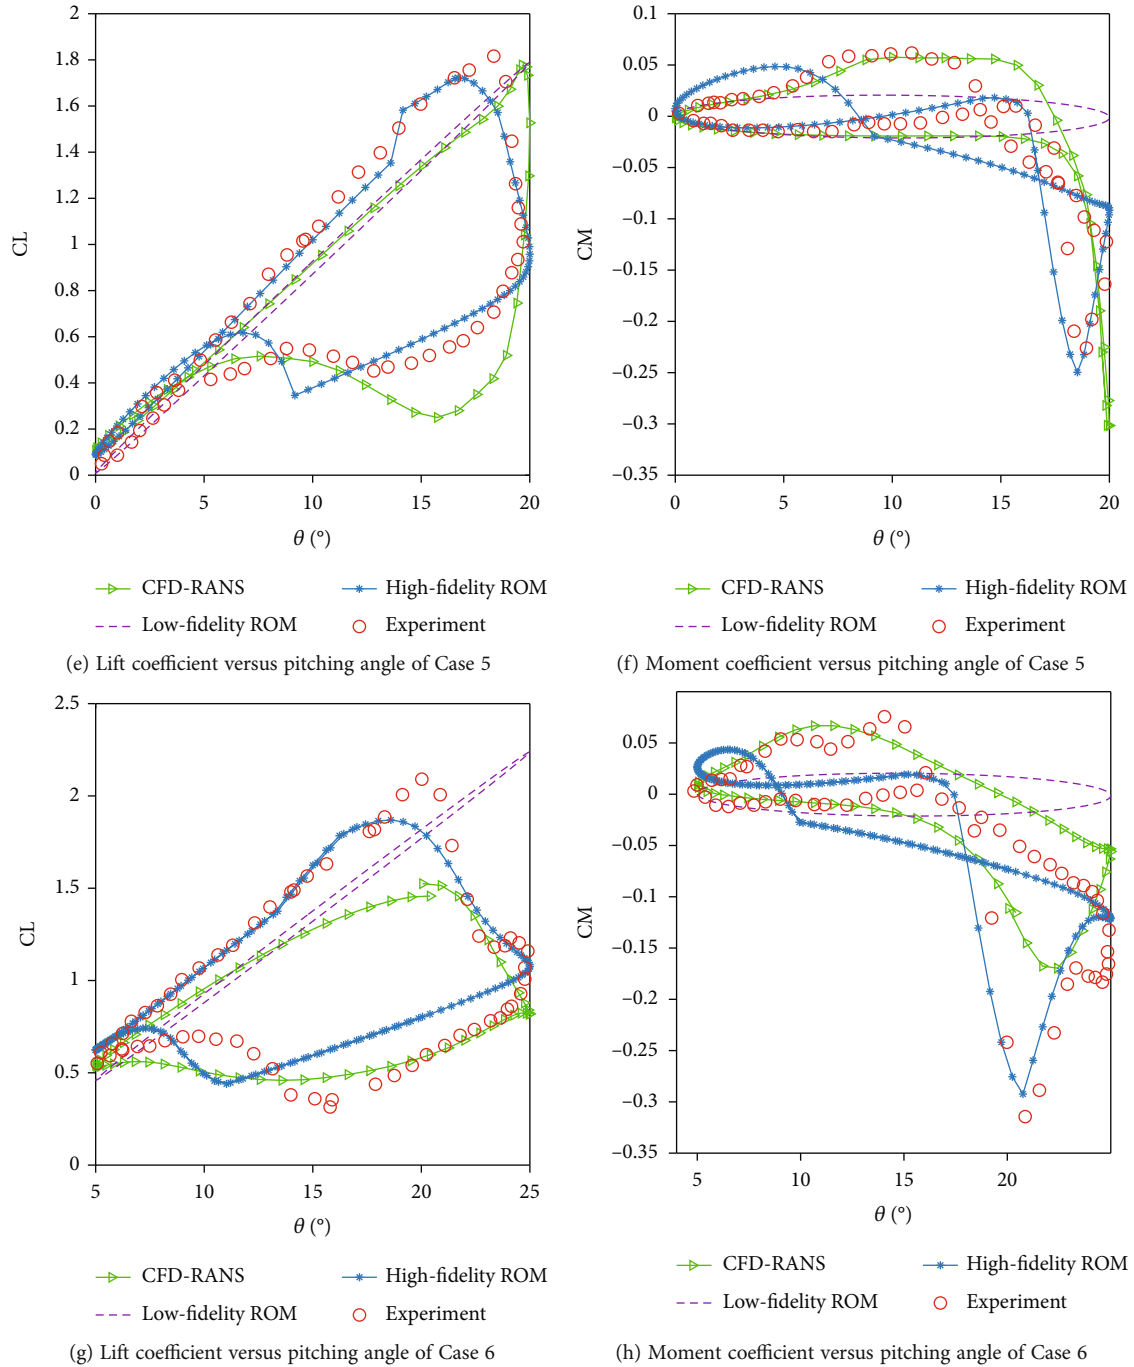 2
1.8
1.6
1.4
1.2
1
0.8
0.6
0.4
0.2
0
CL
0 5 10 15 20
θ (°)
CFD-RANS High-fidelity ROM
Low-fidelity ROM Experiment
(e) Lift coefficient versus pitching angle of Case 5
0.1
0.05
0
−0.05
−0.1
−0.15
−0.2
−0.25
−0.3
−0.35
CM
0 5 10 15 20
θ (°)
CFD-RANS High-fidelity ROM
Low-fidelity ROM Experiment
(f) Moment coefficient versus pitching angle of Case 5
2.5
2
1.5
1
0.5
0
CL
5 10 15 20 25
θ (°)
CFD-RANS High-fidelity ROM
Low-fidelity ROM Experiment
(g) Lift coefficient versus pitching angle of Case 6
0.05
0
−0.05
−0.1
−0.15
−0.2
−0.25
−0.3
−0.35
CM
5 10 15 20
θ (°)
CFD-RANS High-fidelity ROM
Low-fidelity ROM Experiment
(h) Moment coefficient versus pitching angle of Case 6